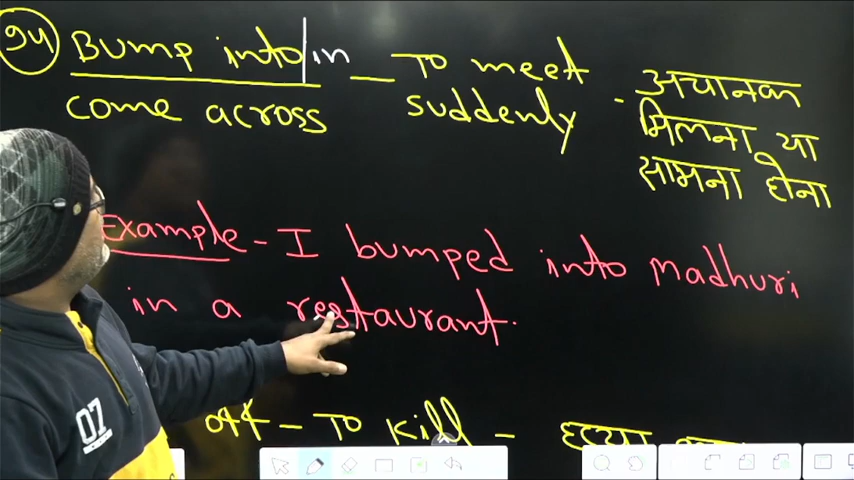 94 Bump into|in — To meet - अचानक
come across suddenly मिलना या
सामना होना
Example - I bumped into Madhuri
in a restaurant.
off - To kill - हत्या
07